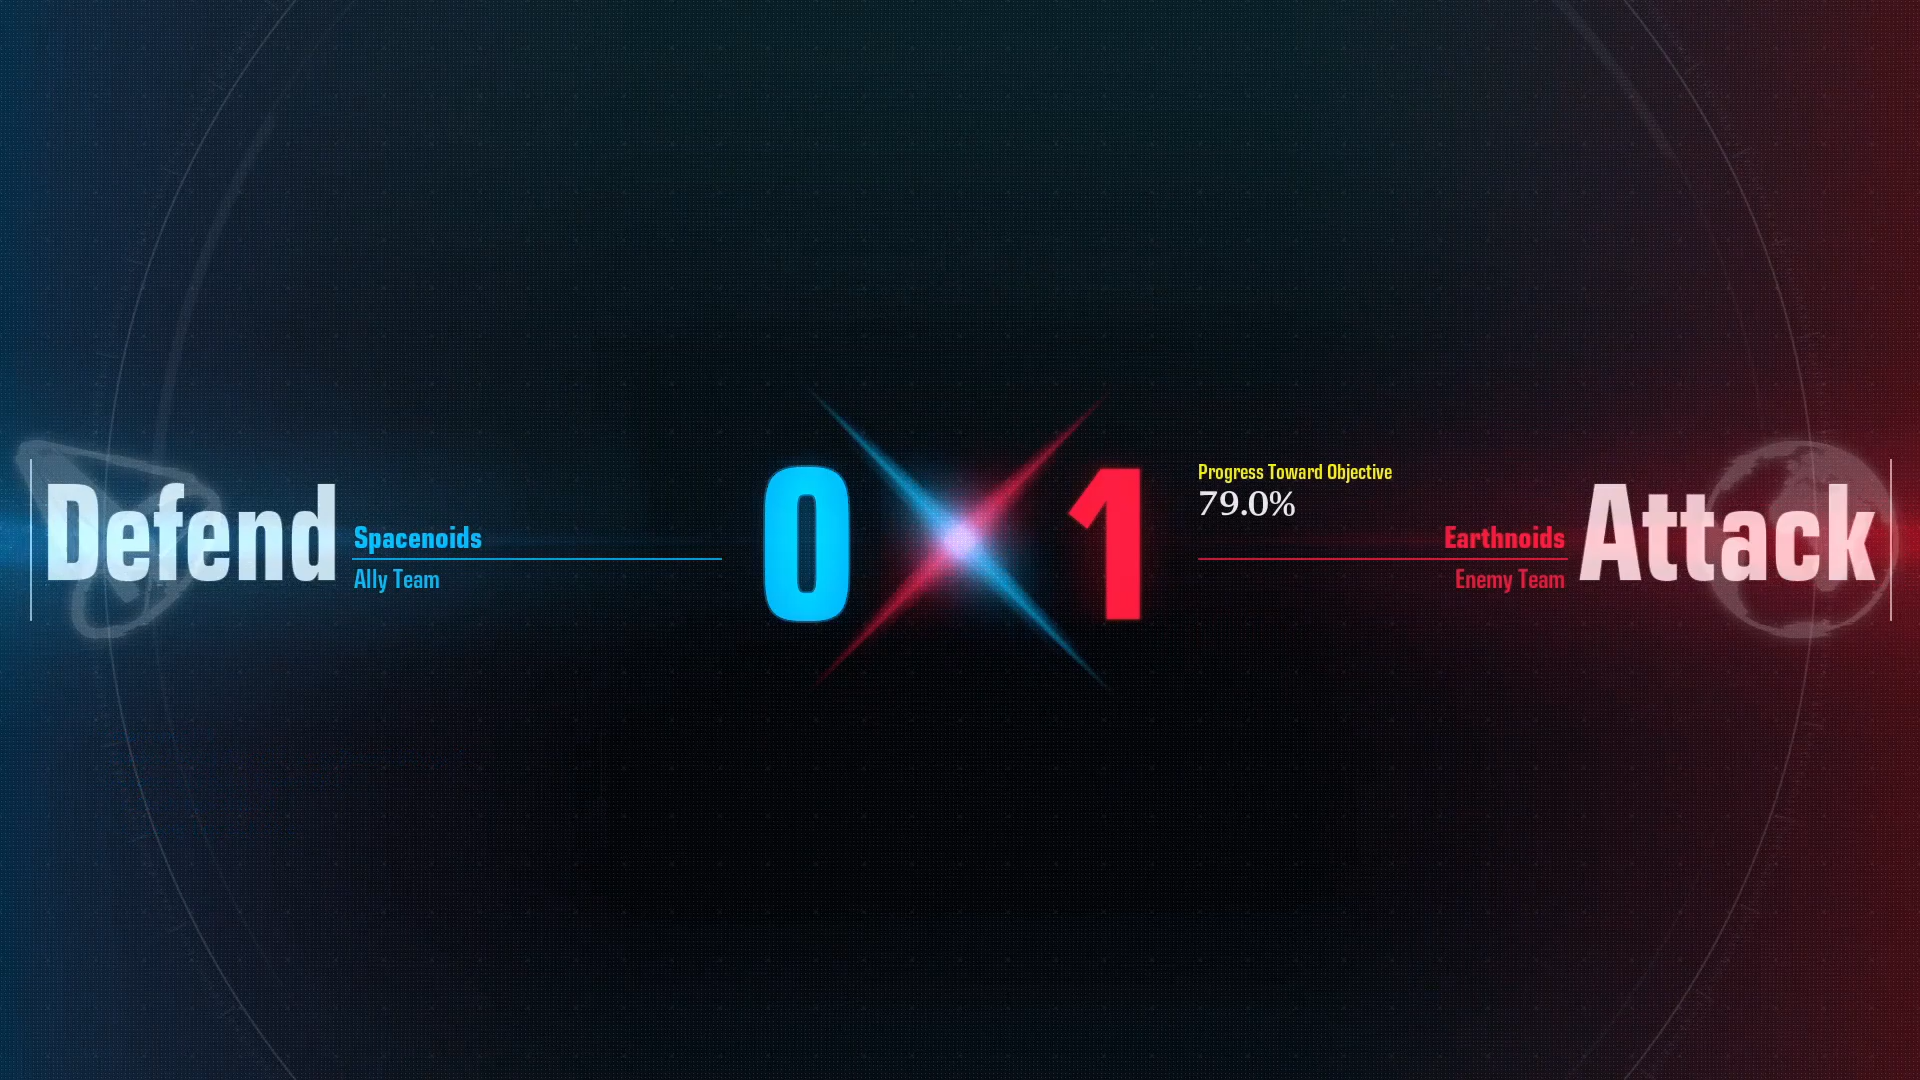 Defend
Spacenoids
Ally Team
0
1
Progress Toward Objective
79.0%
Earthnoids
Enemy Team
Attack